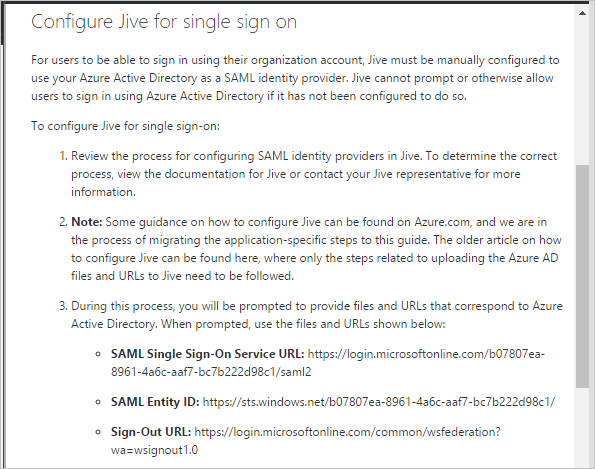 Configure Jive for single sign on
For users to be able to sign in using their organization account, Jive must be manually configured to
use your Azure Active Directory as a SAML identity provider. Jive cannot prompt or otherwise allow
users to sign in using Azure Active Directory if it has not been configured to do so.
To configure Jive for single sign-on:
1. Review the process for configuring SAML identity providers in Jive. To determine the correct
process, view the documentation for Jive or contact your Jive representative for more
information.
2. Note: Some guidance on how to configure Jive can be found on Azure.com, and we are in
the process of migrating the application-specific steps to this guide. The older article on how
to configure Jive can be found here, where only the steps related to uploading the Azure AD
files and URLs to Jive need to be followed.
3. During this process, you will be prompted to provide files and URLs that correspond to Azure
Active Directory. When prompted, use the files and URLs shown below:
SAML Single Sign-On Service URL: https://login.microsoftonline.com/b07807ea-
8961-4a6c-aaf7-bc7b222d98c1/saml2
SAML Entity ID: https://sts.windows.net/b07807ea-8961-4a6c-aaf7-bc7b222d98c1/
Sign-Out URL: https://login.microsoftonline.com/common/wsfederation?
wa=wsignout1.0